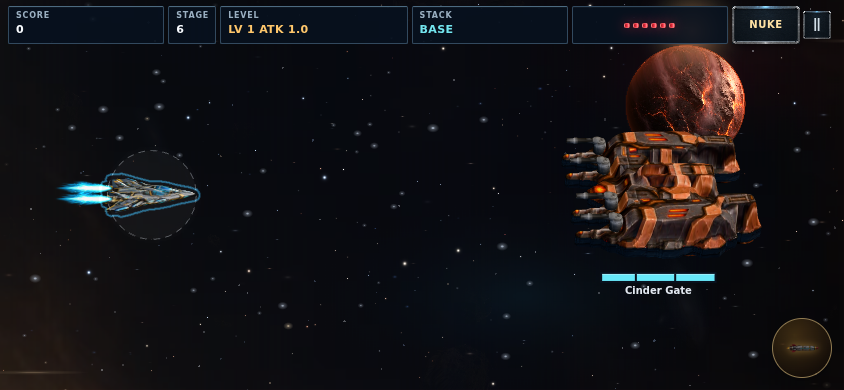 SCORE
0
STAGE
6
LEVEL
LV 1 ATK 1.0
STACK
BASE
NUKE
Cinder Gate